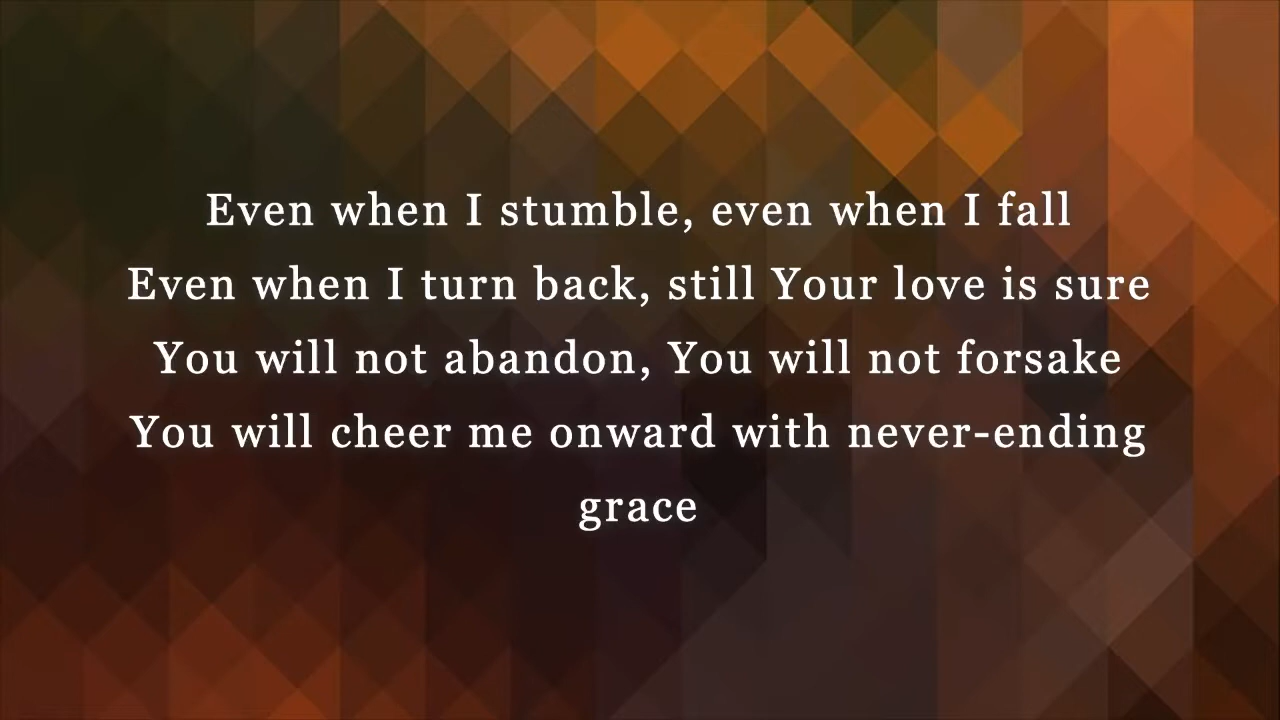 Even when I stumble, even when I fall
Even when I turn back, still Your love is sure
You will not abandon, You will not forsake
You will cheer me onward with never-ending
grace